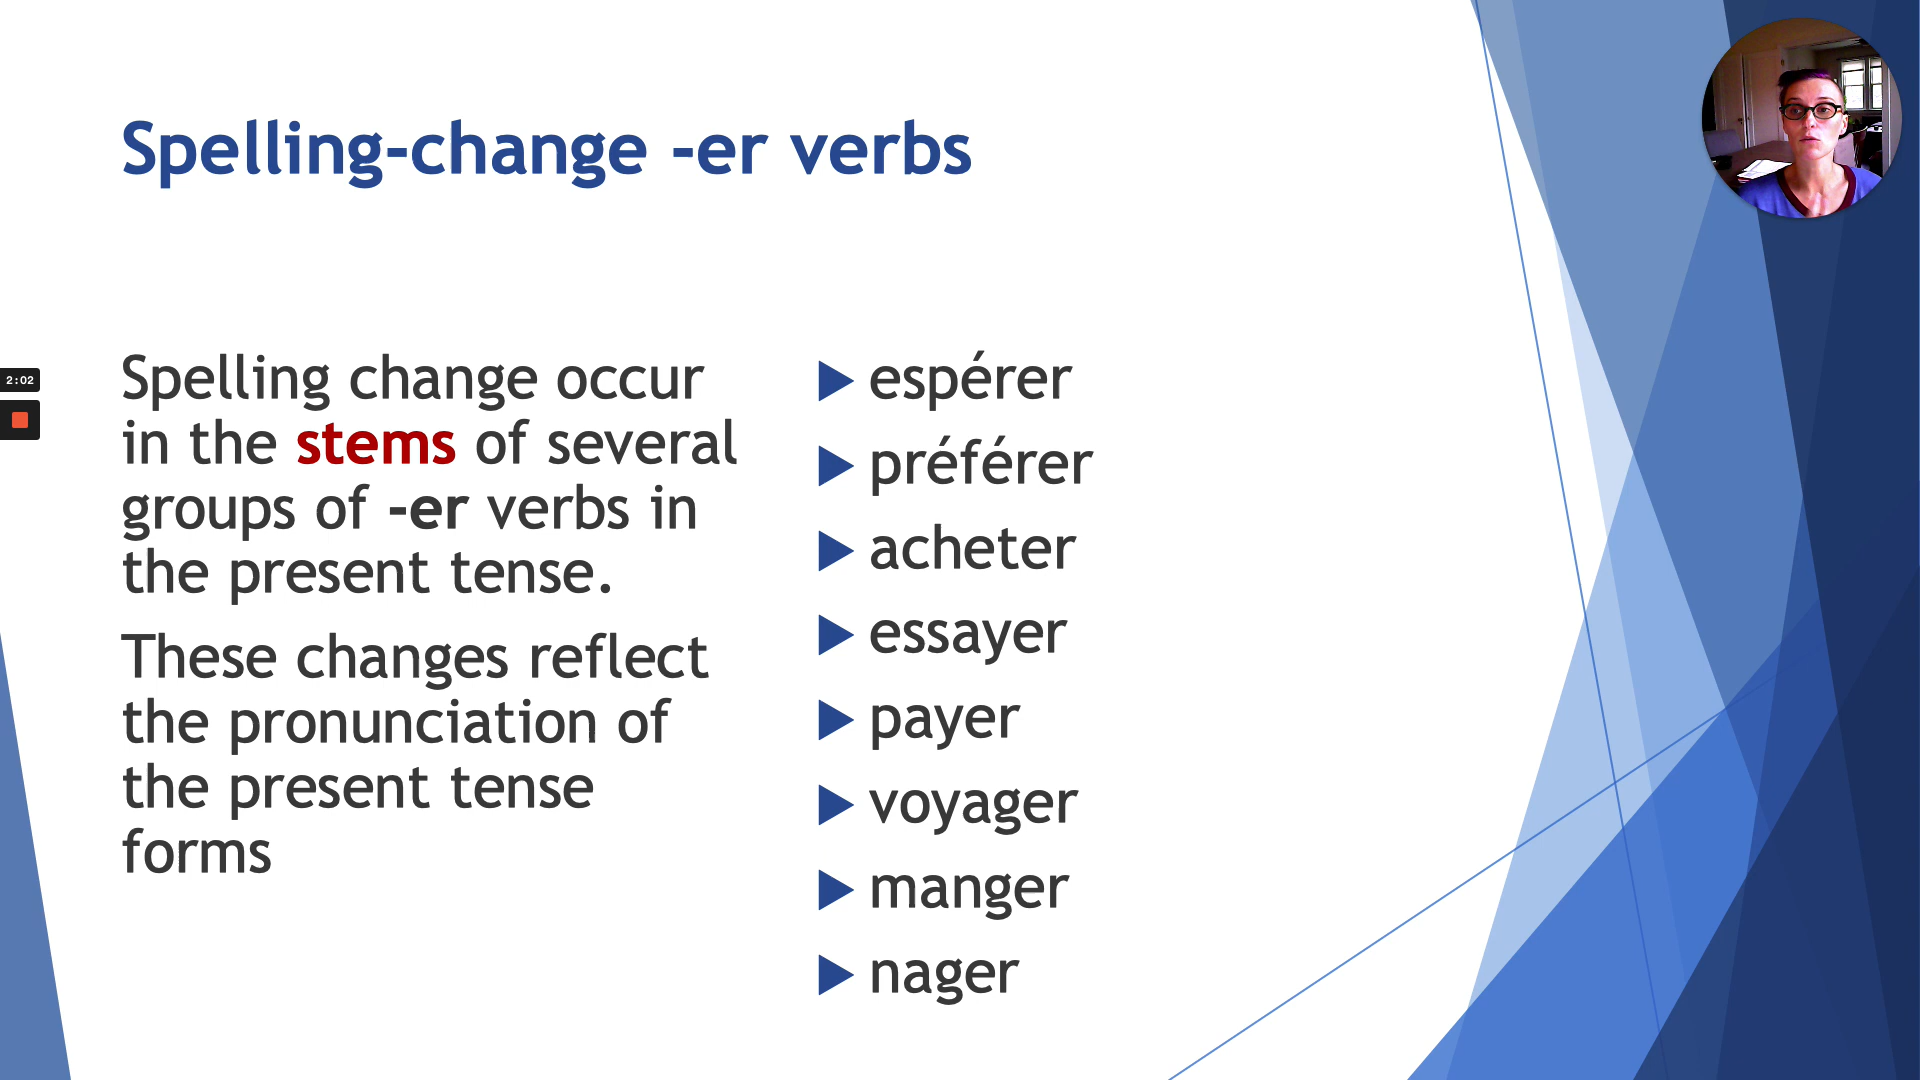 Spelling-change -er verbs
Spelling change occur
in the stems of several
groups of -er verbs in
the present tense.
These changes reflect
the pronunciation of
the present tense
forms
espérer
préférer
acheter
essayer
payer
voyager
manger
nager
2:02